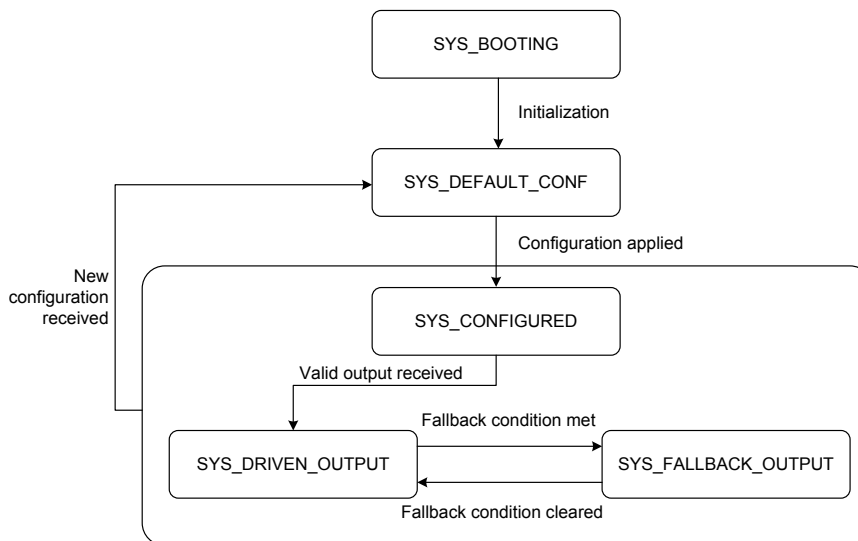 SYS_BOOTING
Initialization
SYS_DEFAULT_CONF
Configuration applied
New
configuration
received
SYS_CONFIGURED
Valid output received
Fallback condition met
SYS_DRIVEN_OUTPUT
SYS_FALLBACK_OUTPUT
Fallback condition cleared